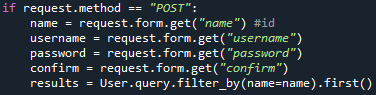 if request.method == "POST":
    name = request.form.get("name") #id
    username = request.form.get("username")
    password = request.form.get("password")
    confirm = request.form.get("confirm")
    results = User.query.filter_by(name=name).first()